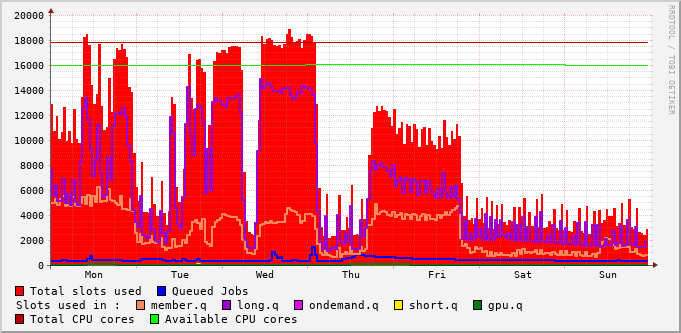 20000
18000
16000
14000
12000
10000
8000
6000
4000
2000
0
Mon Tue Wed Thu Fri Sat Sun
RRDTOOL / TOBI OETIKER
Total slots used Queued Jobs
Slots used in : member.q long.q ondemand.q short.q gpu.q
Total CPU cores Available CPU cores